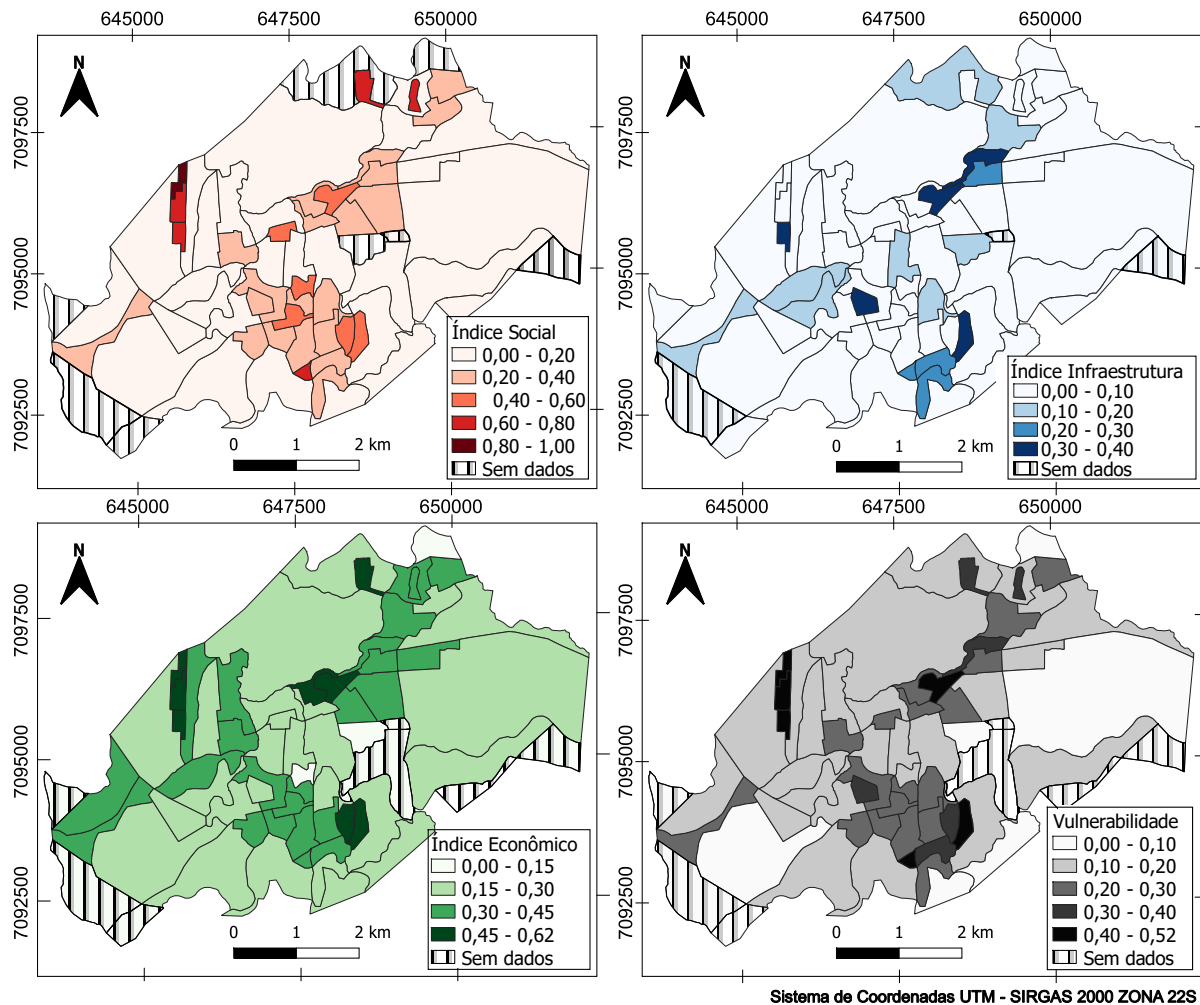 645000 647500 650000
645000 647500 650000
N
N
7097500
7095000
7092500
7097500
7095000
7092500
Índice Social
0,00 - 0,20
0,20 - 0,40
0,40 - 0,60
0,60 - 0,80
0,80 - 1,00
Sem dados
0 1 2 km
Índice Infraestrutura
0,00 - 0,10
0,10 - 0,20
0,20 - 0,30
0,30 - 0,40
Sem dados
0 1 2 km
645000 647500 650000
645000 647500 650000
N
N
7097500
7095000
7092500
7097500
7095000
7092500
Índice Econômico
0,00 - 0,15
0,15 - 0,30
0,30 - 0,45
0,45 - 0,62
Sem dados
0 1 2 km
Vulnerabilidade
0,00 - 0,10
0,10 - 0,20
0,20 - 0,30
0,30 - 0,40
0,40 - 0,52
Sem dados
0 1 2 km
Sistema de Coordenadas UTM - SIRGAS 2000 ZONA 22S